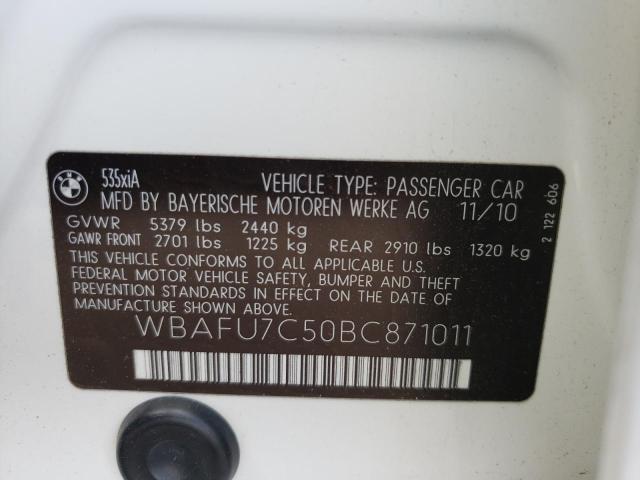 BMW
535xiA
VEHICLE TYPE: PASSENGER CAR
MFD BY BAYERISCHE MOTOREN WERKE AG 11/10
GVWR 5379 lbs 2440 kg
GAWR FRONT 2701 lbs 1225 kg REAR 2910 lbs 1320 kg
THIS VEHICLE CONFORMS TO ALL APPLICABLE U.S.
FEDERAL MOTOR VEHICLE SAFETY, BUMPER AND THEFT
PREVENTION STANDARDS IN EFFECT ON THE DATE OF
MANUFACTURE SHOWN ABOVE.
WBAFU7C50BC871011
2 122 606